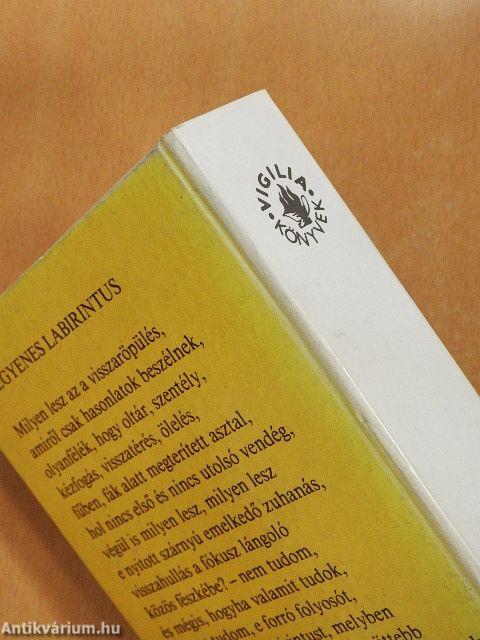 VIGILIA
KÖNYVEK
EGYENES LABIRINTUS
Milyen lesz az a visszaröpülés,
amiről csak hasonlatok beszélnek,
olyanfélék, hogy oltár, szentély,
kézfogás, visszatérés, ölelés,
fűben, fák alatt megterített asztal,
hol nincs első és nincs utolsó vendég,
végül is milyen lesz, milyen lesz
e nyitott szárnyú emelkedő zuhanás,
visszahullás a fókusz lángoló
közös fészkébe? – nem tudom,
és mégis, hogyha valamit tudok,
tudom, e forró folyosót,
melyben
Antikvárium.hu